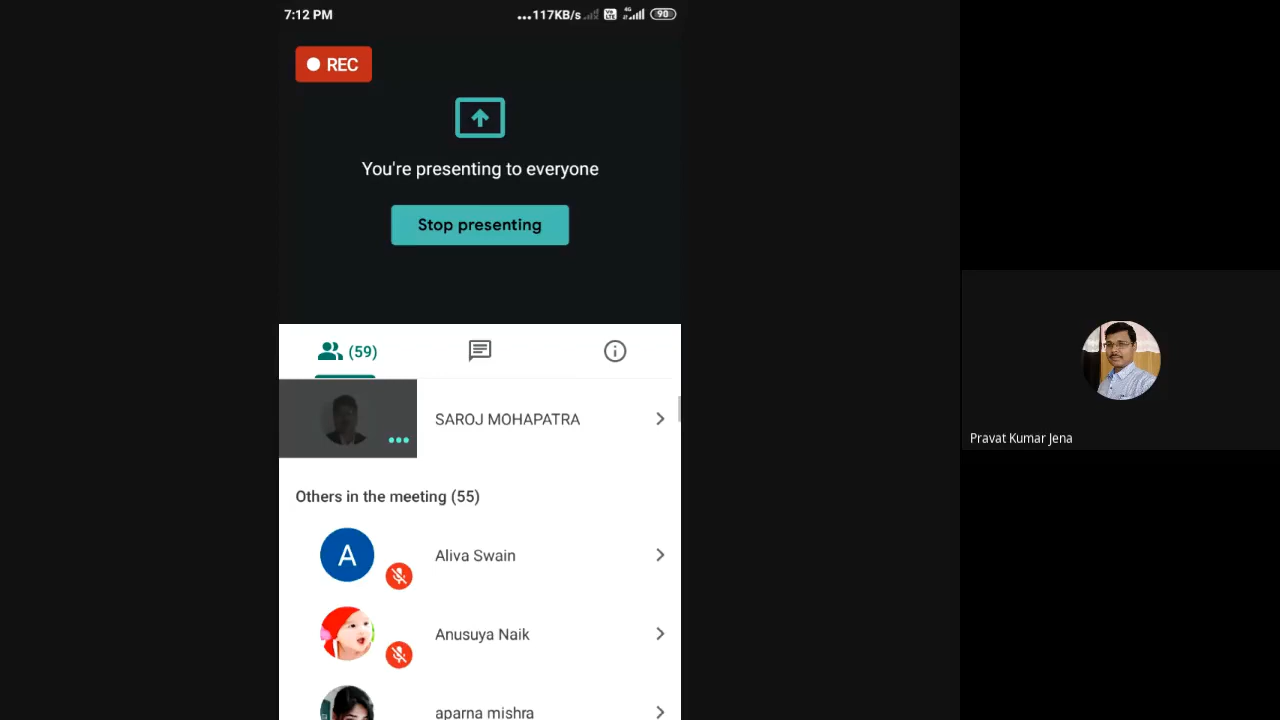 7:12 PM
...117KB/s
4G
90
REC
You're presenting to everyone
Stop presenting
(59)
SAROJ MOHAPATRA
Others in the meeting (55)
A
Aliva Swain
Anusuya Naik
aparna mishra
Pravat Kumar Jena